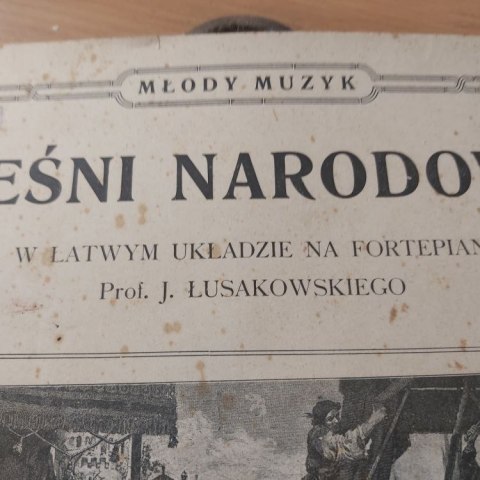 MŁODY MUZYK
EŚNI NARODOW
W ŁATWYM UKŁADZIE NA FORTEPIAN
Prof. J. ŁUSAKOWSKIEGO